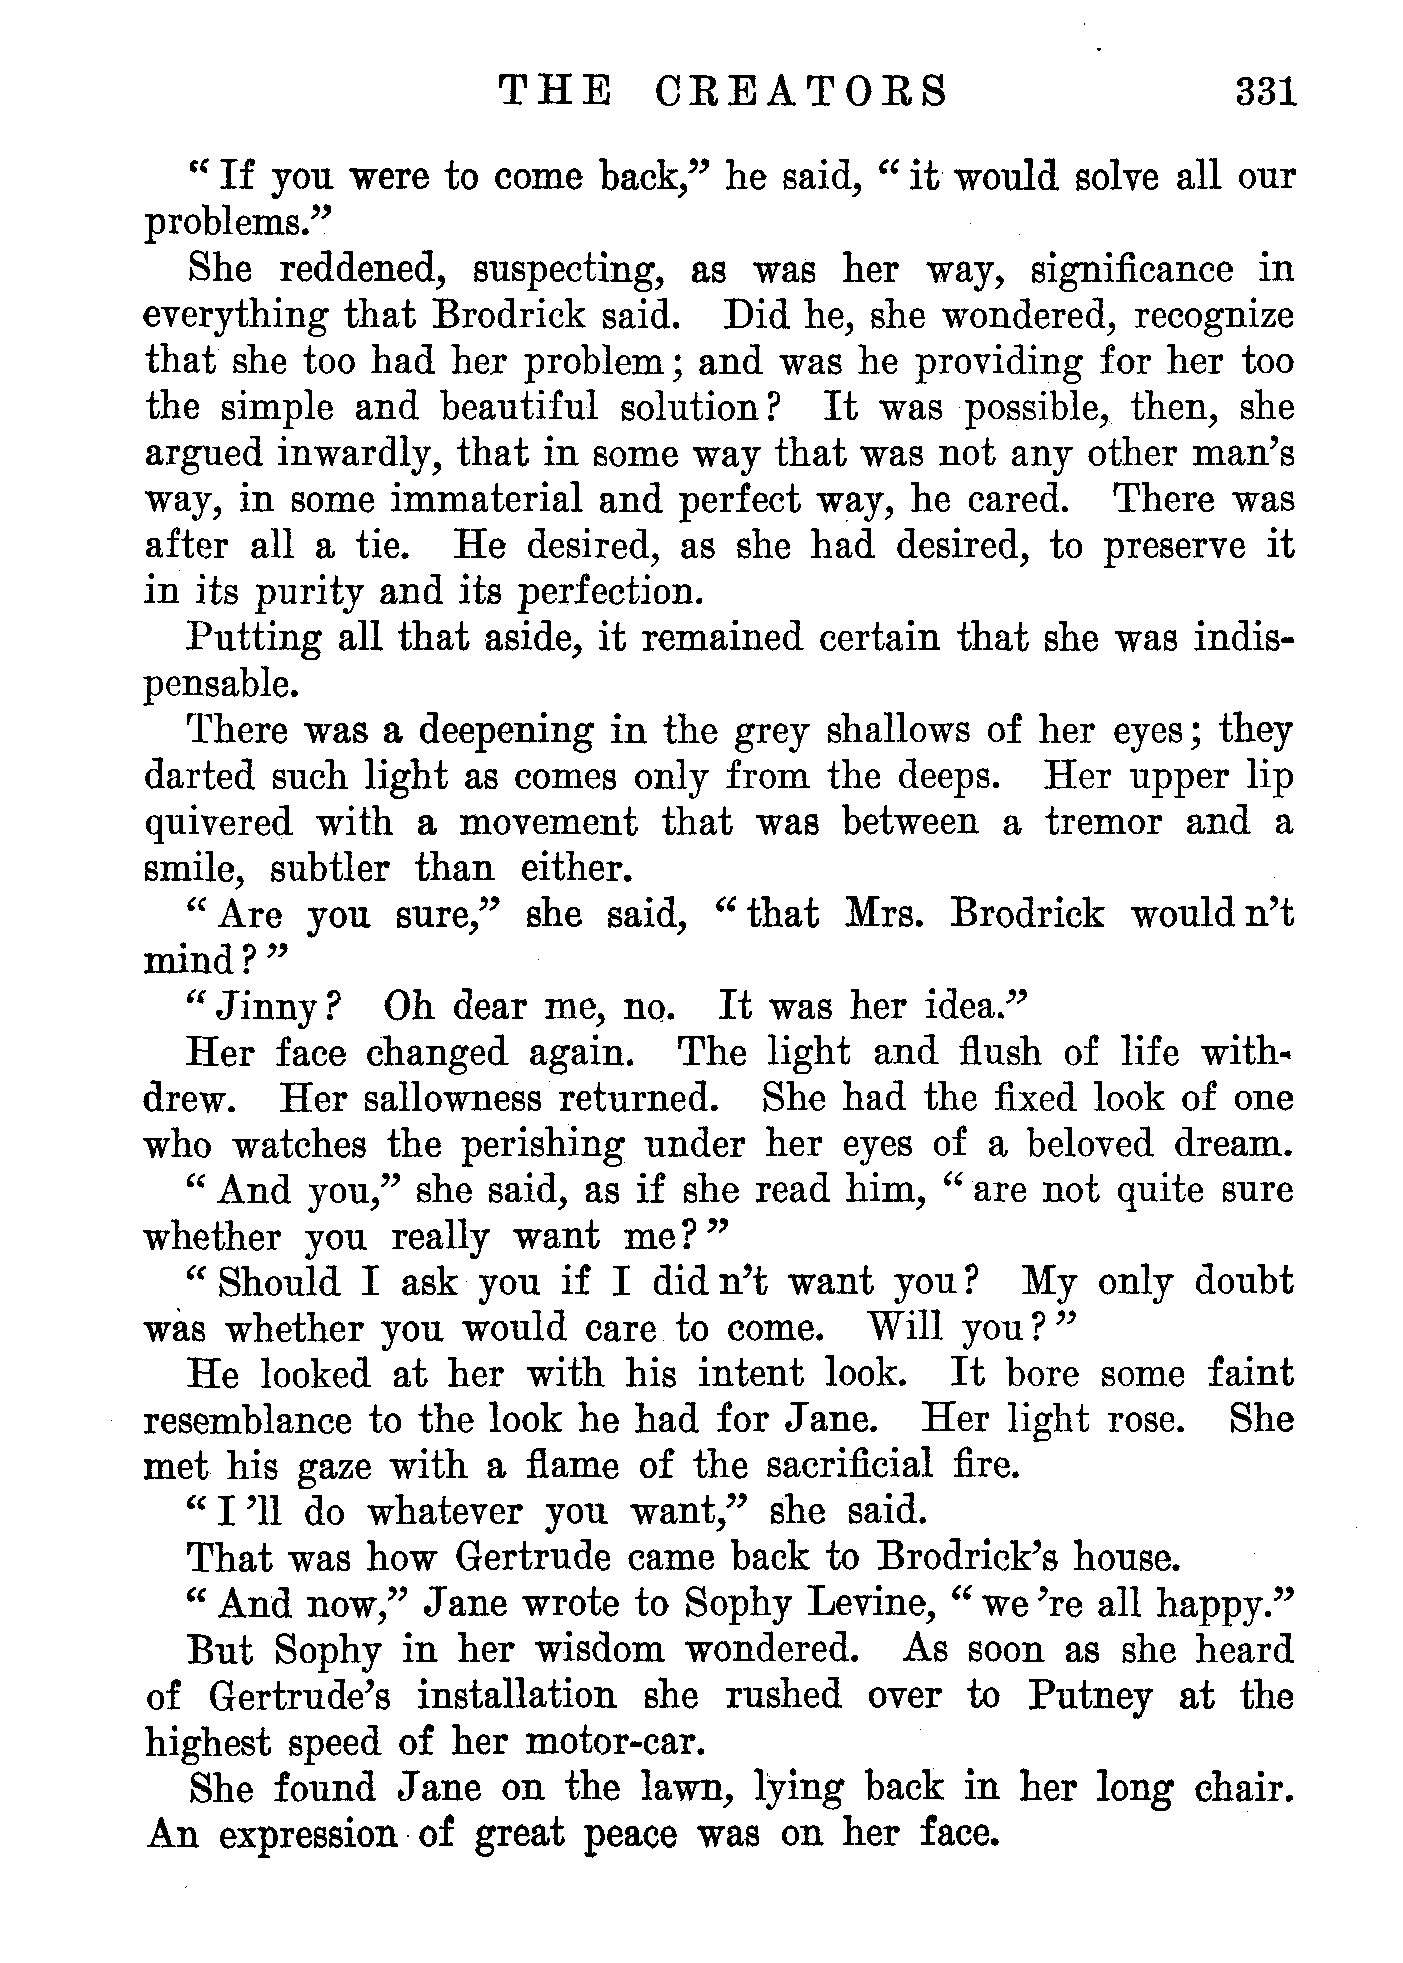 THE CREATORS 331
“If you were to come back,” he said, “it would solve all our
problems.”
She reddened, suspecting, as was her way, significance in
everything that Brodrick said. Did he, she wondered, recognize
that she too had her problem; and was he providing for her too
the simple and beautiful solution? It was possible, then, she
argued inwardly, that in some way that was not any other man’s
way, in some immaterial and perfect way, he cared. There was
after all a tie. He desired, as she had desired, to preserve it
in its purity and its perfection.
Putting all that aside, it remained certain that she was indis-
pensable.
There was a deepening in the grey shallows of her eyes; they
darted such light as comes only from the deeps. Her upper lip
quivered with a movement that was between a tremor and a
smile, subtler than either.
“Are you sure,” she said, “that Mrs. Brodrick would n’t
mind?”
“Jinny? Oh dear me, no. It was her idea.”
Her face changed again. The light and flush of life with-
drew. Her sallowness returned. She had the fixed look of one
who watches the perishing under her eyes of a beloved dream.
“And you,” she said, as if she read him, “are not quite sure
whether you really want me?”
“Should I ask you if I did n’t want you? My only doubt
was whether you would care to come. Will you?”
He looked at her with his intent look. It bore some faint
resemblance to the look he had for Jane. Her light rose. She
met his gaze with a flame of the sacrificial fire.
“I ’ll do whatever you want,” she said.
That was how Gertrude came back to Brodrick’s house.
“And now,” Jane wrote to Sophy Levine, “we ’re all happy.”
But Sophy in her wisdom wondered. As soon as she heard
of Gertrude’s installation she rushed over to Putney at the
highest speed of her motor-car.
She found Jane on the lawn, lying back in her long chair.
An expression of great peace was on her face.